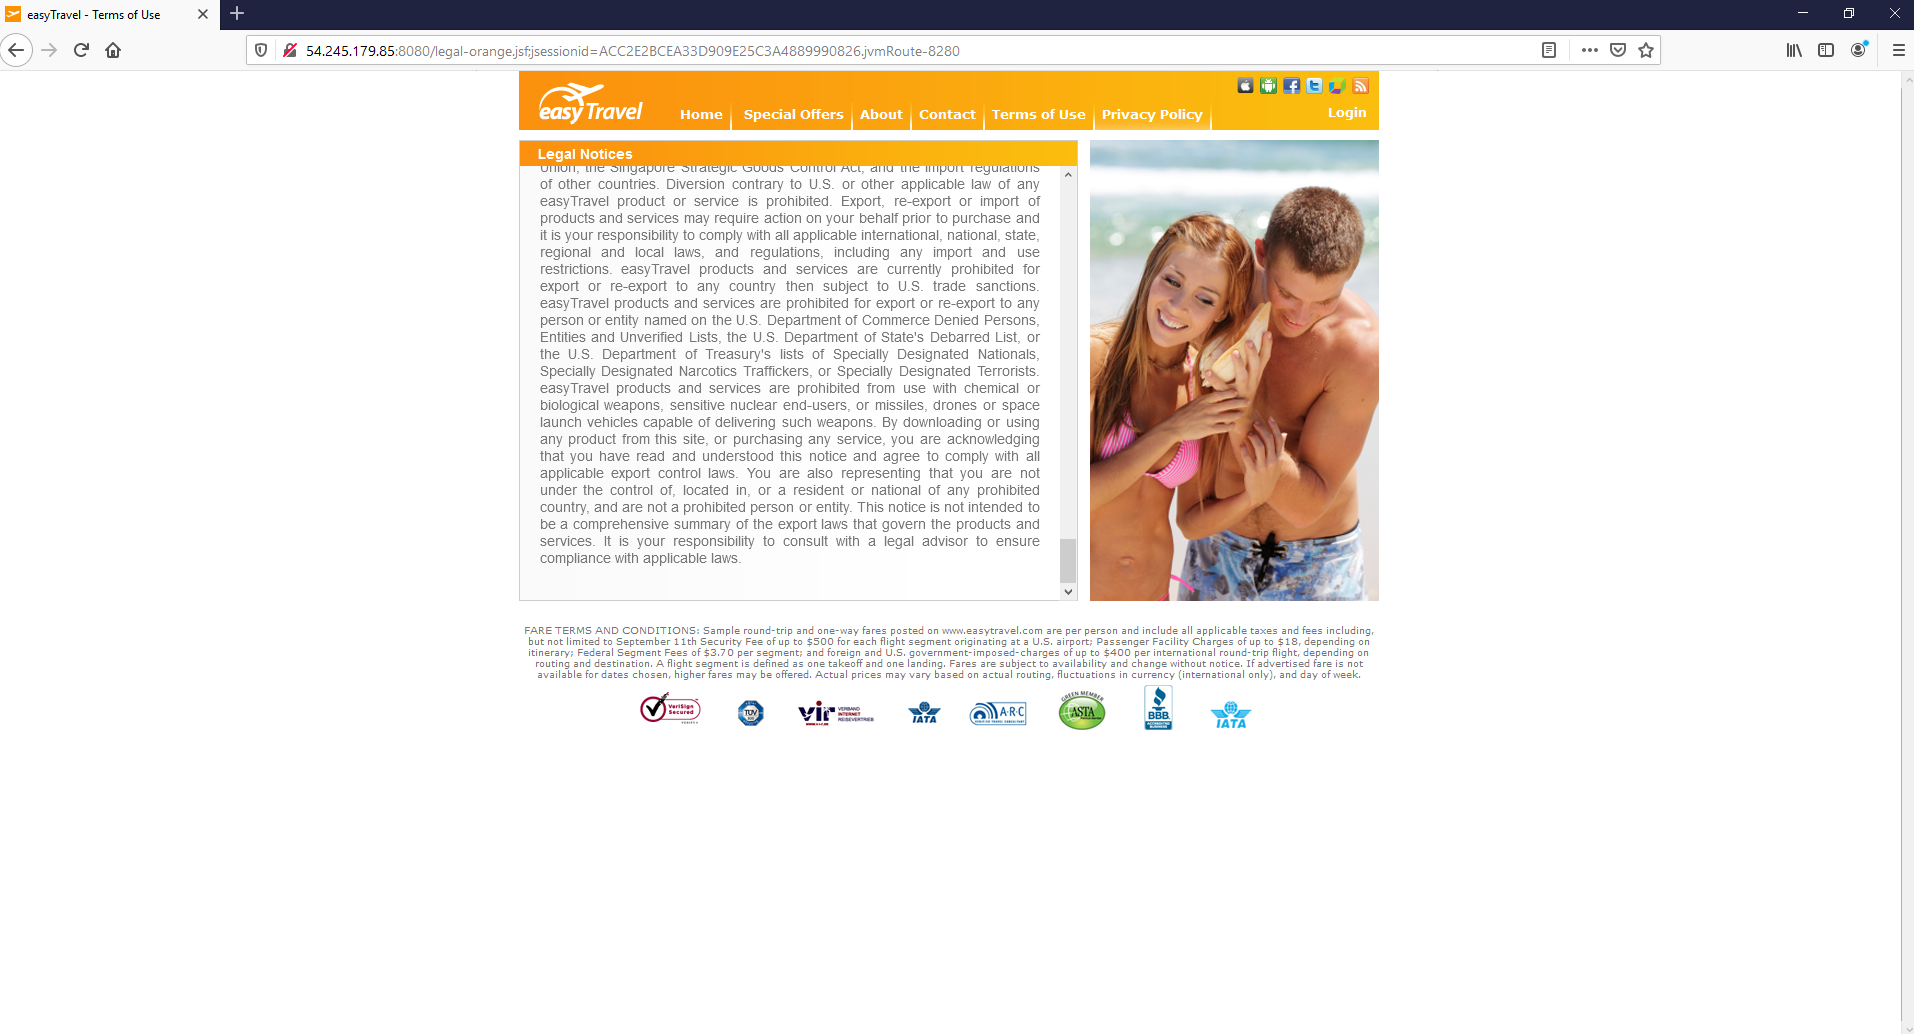 easyTravel - Terms of Use
54.245.179.85:8080/legal-orange.jsf;jsessionid=ACC2E2BCEA33D909E25C3A4889990826.jvmRoute-8280
easyTravel
Home
Special Offers
About
Contact
Terms of Use
Privacy Policy
Login
Legal Notices
Union, the Singapore Strategic Goods Control Act, and the import regulations
of other countries. Diversion contrary to U.S. or other applicable law of any
easyTravel product or service is prohibited. Export, re-export or import of
products and services may require action on your behalf prior to purchase and
it is your responsibility to comply with all applicable international, national, state,
regional and local laws, and regulations, including any import and use
restrictions. easyTravel products and services are currently prohibited for
export or re-export to any country then subject to U.S. trade sanctions.
easyTravel products and services are prohibited for export or re-export to any
person or entity named on the U.S. Department of Commerce Denied Persons,
Entities and Unverified Lists, the U.S. Department of State's Debarred List, or
the U.S. Department of Treasury's lists of Specially Designated Nationals,
Specially Designated Narcotics Traffickers, or Specially Designated Terrorists.
easyTravel products and services are prohibited from use with chemical or
biological weapons, sensitive nuclear end-users, or missiles, drones or space
launch vehicles capable of delivering such weapons. By downloading or using
any product from this site, or purchasing any service, you are acknowledging
that you have read and understood this notice and agree to comply with all
applicable export control laws. You are also representing that you are not
under the control of, located in, or a resident or national of any prohibited
country, and are not a prohibited person or entity. This notice is not intended to
be a comprehensive summary of the export laws that govern the products and
services. It is your responsibility to consult with a legal advisor to ensure
compliance with applicable laws.
FARE TERMS AND CONDITIONS: Sample round-trip and one-way fares posted on www.easytravel.com are per person and include all applicable taxes and fees including,
but not limited to September 11th Security Fee of up to $500 for each flight segment originating at a U.S. airport; Passenger Facility Charges of up to $18, depending on
itinerary; Federal Segment Fees of $3.70 per segment; and foreign and U.S. government-imposed-charges of up to $400 per international round-trip flight, depending on
routing and destination. A flight segment is defined as one takeoff and one landing. Fares are subject to availability and change without notice. If advertised fare is not
available for dates chosen, higher fares may be offered. Actual prices may vary based on actual routing, fluctuations in currency (international only), and day of week.
VeriSign
Secured
TÜV
vir
VERBAND
INTERNET
REISEVERTRIEB
IATA
A·R·C
GREEN MEMBER
ASTA
BBB
ACCREDITED
BUSINESS
IATA